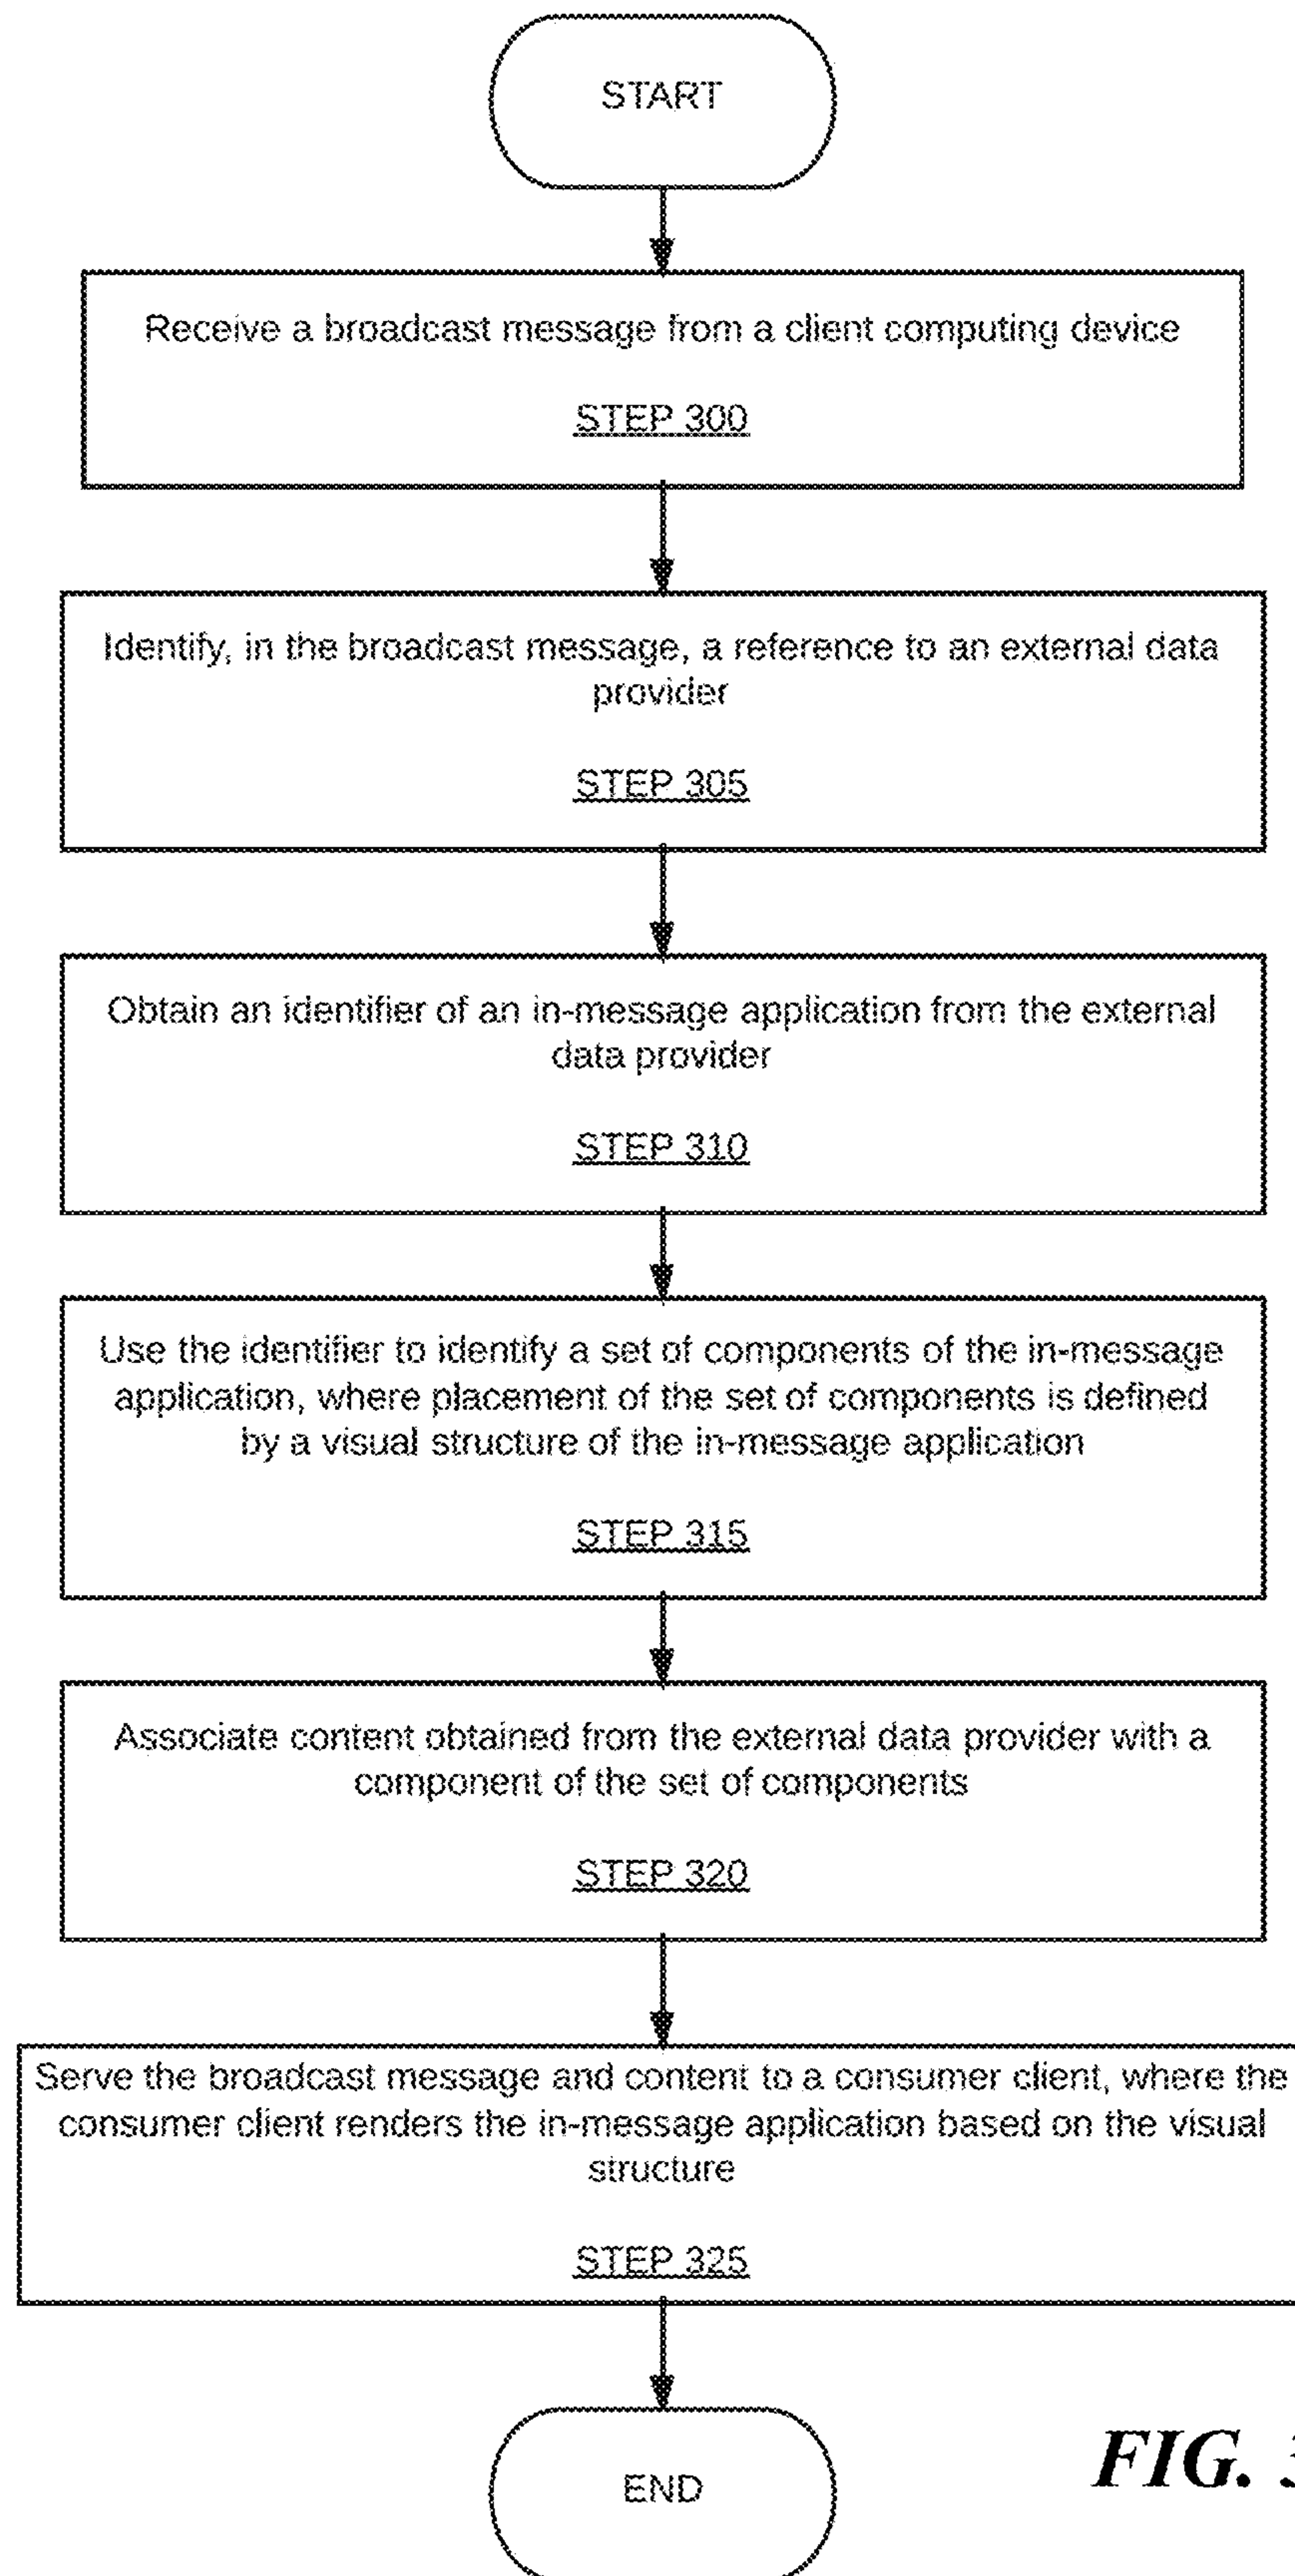 START
Receive a broadcast message from a client computing device
STEP 300
Identify, in the broadcast message, a reference to an external data
provider
STEP 305
Obtain an identifier of an in-message application from the external
data provider
STEP 310
Use the identifier to identify a set of components of the in-message
application, where placement of the set of components is defined
by a visual structure of the in-message application
STEP 315
Associate content obtained from the external data provider with a
component of the set of components
STEP 320
Serve the broadcast message and content to a consumer client, where the
consumer client renders the in-message application based on the visual
structure
STEP 325
END
FIG.